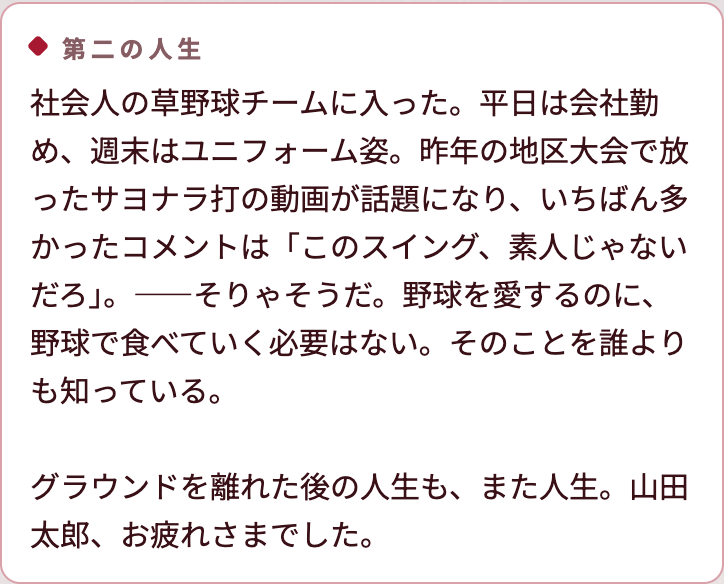 第二の人生
社会人の草野球チームに入った。平日は会社勤
め、週末はユニフォーム姿。昨年の地区大会で放
ったサヨナラ打の動画が話題になり、いちばん多
かったコメントは「このスイング、素人じゃない
だろ」。――そりゃそうだ。野球を愛するのに、
野球で食べていく必要はない。そのことを誰より
も知っている。
グラウンドを離れた後の人生も、また人生。山田
太郎、お疲れさまでした。